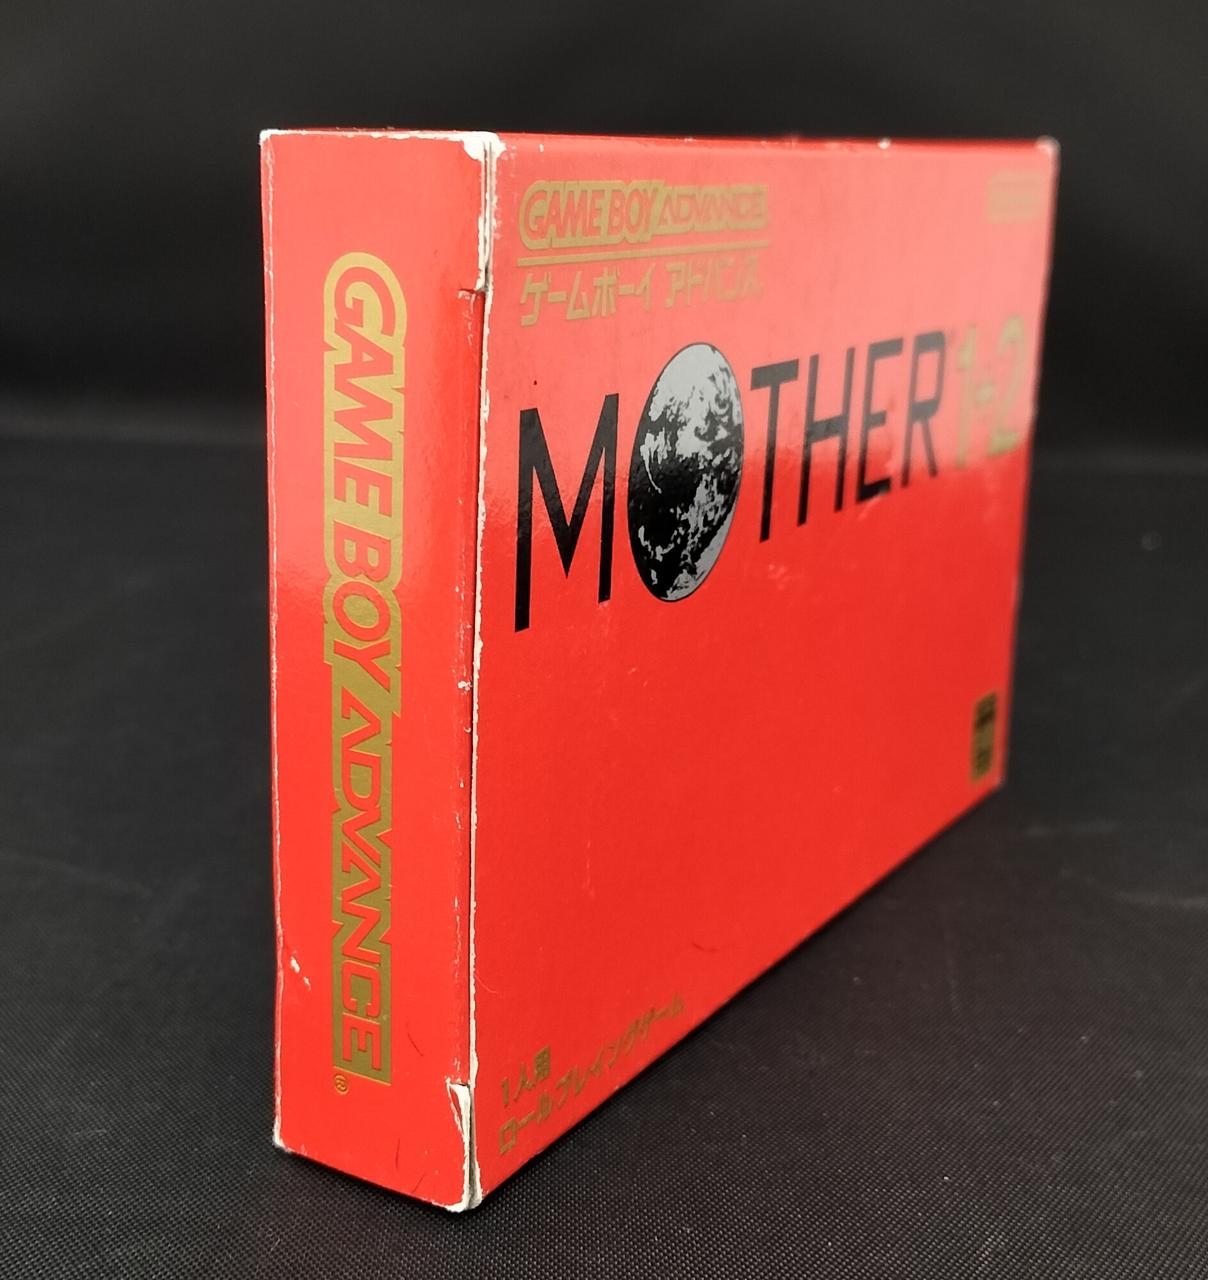 GAME BOY ADVANCE
®
GAME BOY ADVANCE
ゲームボーイ アドバンス
MOTHER 1+2
1人用
ロールプレイングゲーム